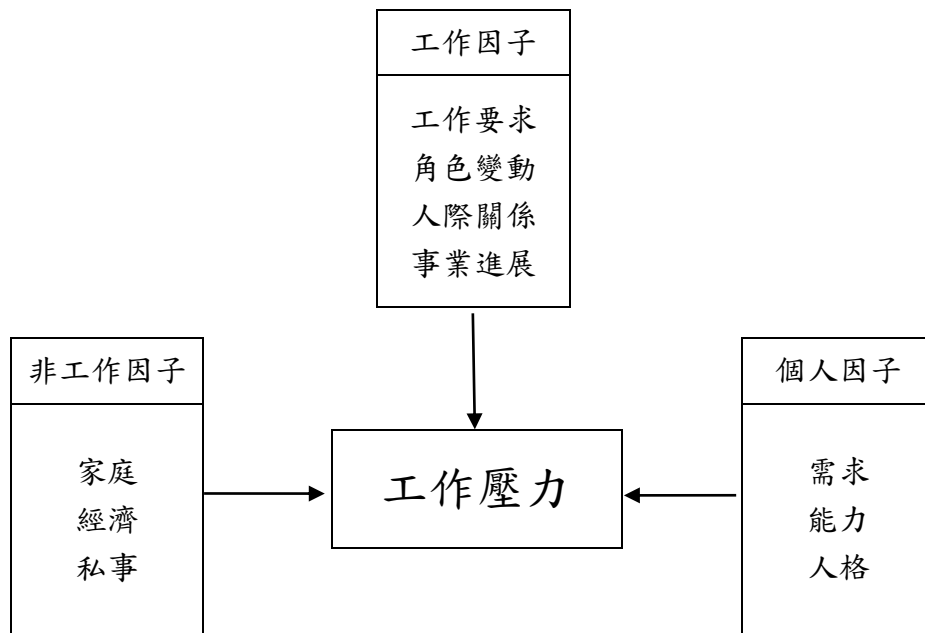 工作因子
工作要求
角色變動
人際關係
事業進展
非工作因子
家庭
經濟
私事
工作壓力
個人因子
需求
能力
人格